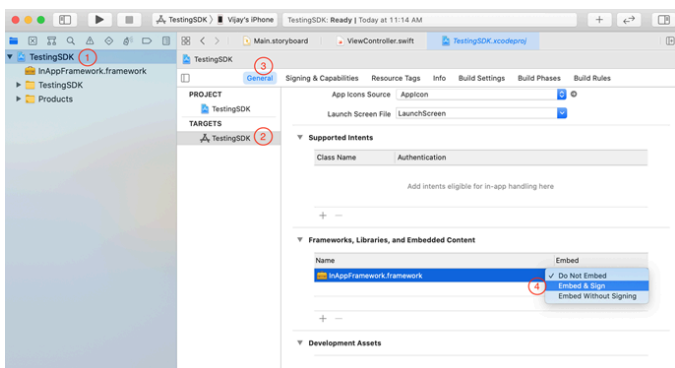 TestingSDK Vijay's iPhone TestingSDK: Ready | Today at 11:14 AM
Main.storyboard ViewController.swift TestingSDK.xcodeproj
TestingSDK 1
InAppFramework.framework
TestingSDK
Products
TestingSDK
3
General Signing & Capabilities Resource Tags Info Build Settings Build Phases Build Rules
PROJECT
TestingSDK
TARGETS
TestingSDK 2
App Icons Source AppIcon
Launch Screen File LaunchScreen
Supported Intents
Class Name Authentication
Add intents eligible for in-app handling here
+ −
Frameworks, Libraries, and Embedded Content
Name Embed
InAppFramework.framework ✓ Do Not Embed
4 Embed & Sign
Embed Without Signing
+ −
Development Assets